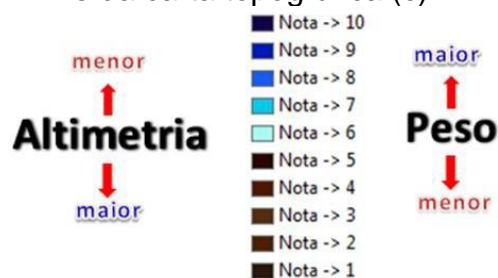 Nota -> 10
menor
Nota -> 9
maior
Nota -> 8
Nota -> 7
Altimetria
Nota -> 6
Peso
Nota -> 5
Nota -> 4
maior
Nota -> 3
menor
Nota -> 2
Nota -> 1